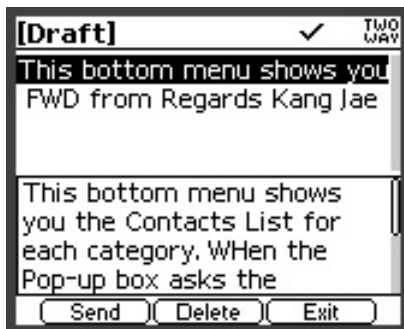 [Draft]
TWO
WAY
This bottom menu shows you
FWD from Regards Kang Jae
This bottom menu shows
you the Contacts List for
each category. WHen the
Pop-up box asks the
Send
Delete
Exit